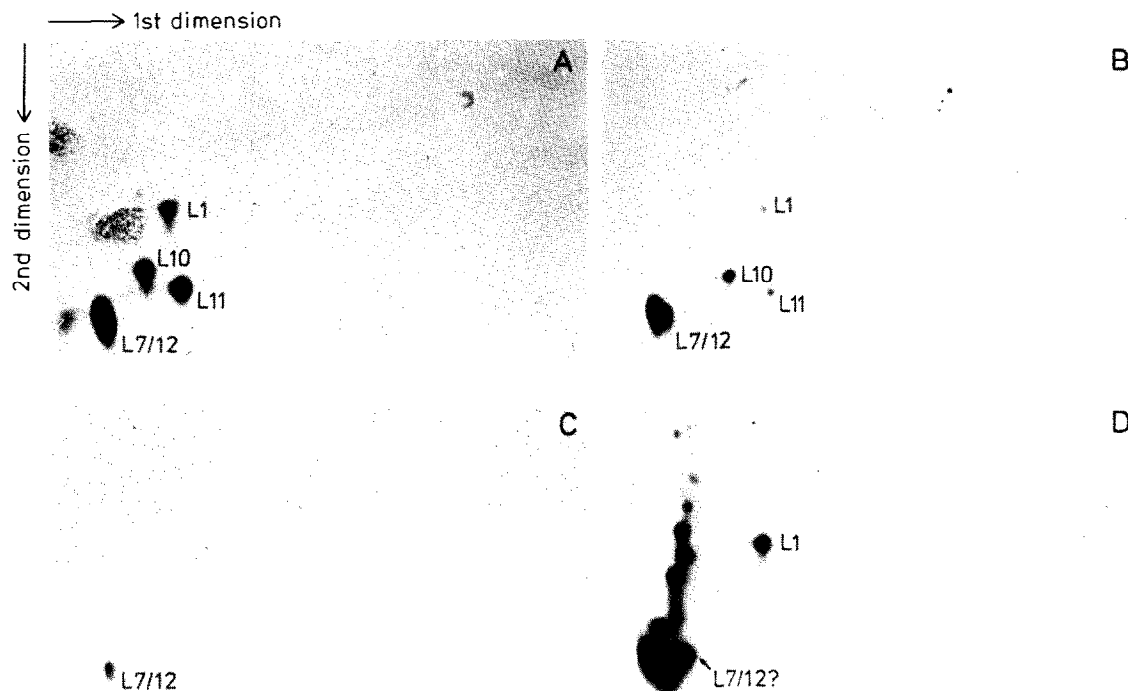 1st dimension
2nd dimension
A
L1
L10
L11
L7/12
B
L1
L10
L11
L7/12
C
L7/12
D
L1
L7/12?